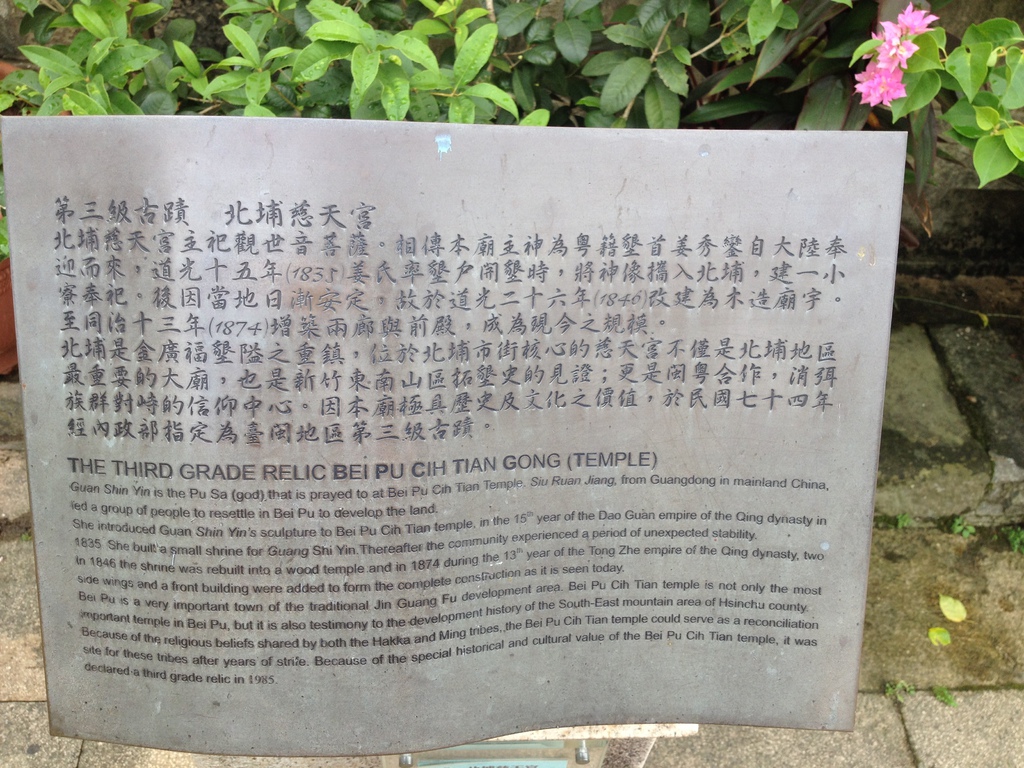 第三級古蹟　北埔慈天宮
北埔慈天宮主祀觀世音菩薩。相傳本廟主神為粵籍墾首姜秀鑾自大陸奉
迎而來，道光十五年(1835)姜氏率墾戶開墾時，將神像攜入北埔，建一小
寮奉祀。後因當地日漸安定，故於道光二十六年(1846)改建為木造廟宇。
至同治十三年(1874)增築兩廊與前殿，成為現今之規模。
北埔是金廣福墾隘之重鎮，位於北埔市街核心的慈天宮不僅是北埔地區
最重要的大廟，也是新竹東南山區拓墾史的見證；更是閩粵合作，消弭
族群對峙的信仰中心。因本廟極具歷史及文化之價值，於民國七十四年
經內政部指定為臺閩地區第三級古蹟。
THE THIRD GRADE RELIC BEI PU CIH TIAN GONG (TEMPLE)
Guan Shin Yin is the Pu Sa (god) that is prayed to at Bei Pu Cih Tian Temple. Siu Ruan Jiang, from Guangdong in mainland China,
led a group of people to resettle in Bei Pu to develop the land.
She introduced Guan Shin Yin's sculpture to Bei Pu Cih Tian temple, in the 15th year of the Dao Guan empire of the Qing dynasty in
1835. She built a small shrine for Guang Shi Yin. Thereafter the community experienced a period of unexpected stability.
In 1846 the shrine was rebuilt into a wood temple and in 1874 during the 13th year of the Tong Zhe empire of the Qing dynasty, two
side wings and a front building were added to form the complete construction as it is seen today.
Bei Pu is a very important town of the traditional Jin Guang Fu development area. Bei Pu Cih Tian temple is not only the most
important temple in Bei Pu, but it is also testimony to the development history of the South-East mountain area of Hsinchu county.
Because of the religious beliefs shared by both the Hakka and Ming tribes, the Bei Pu Cih Tian temple could serve as a reconciliation
site for these tribes after years of strife. Because of the special historical and cultural value of the Bei Pu Cih Tian temple, it was
declared a third grade relic in 1985.